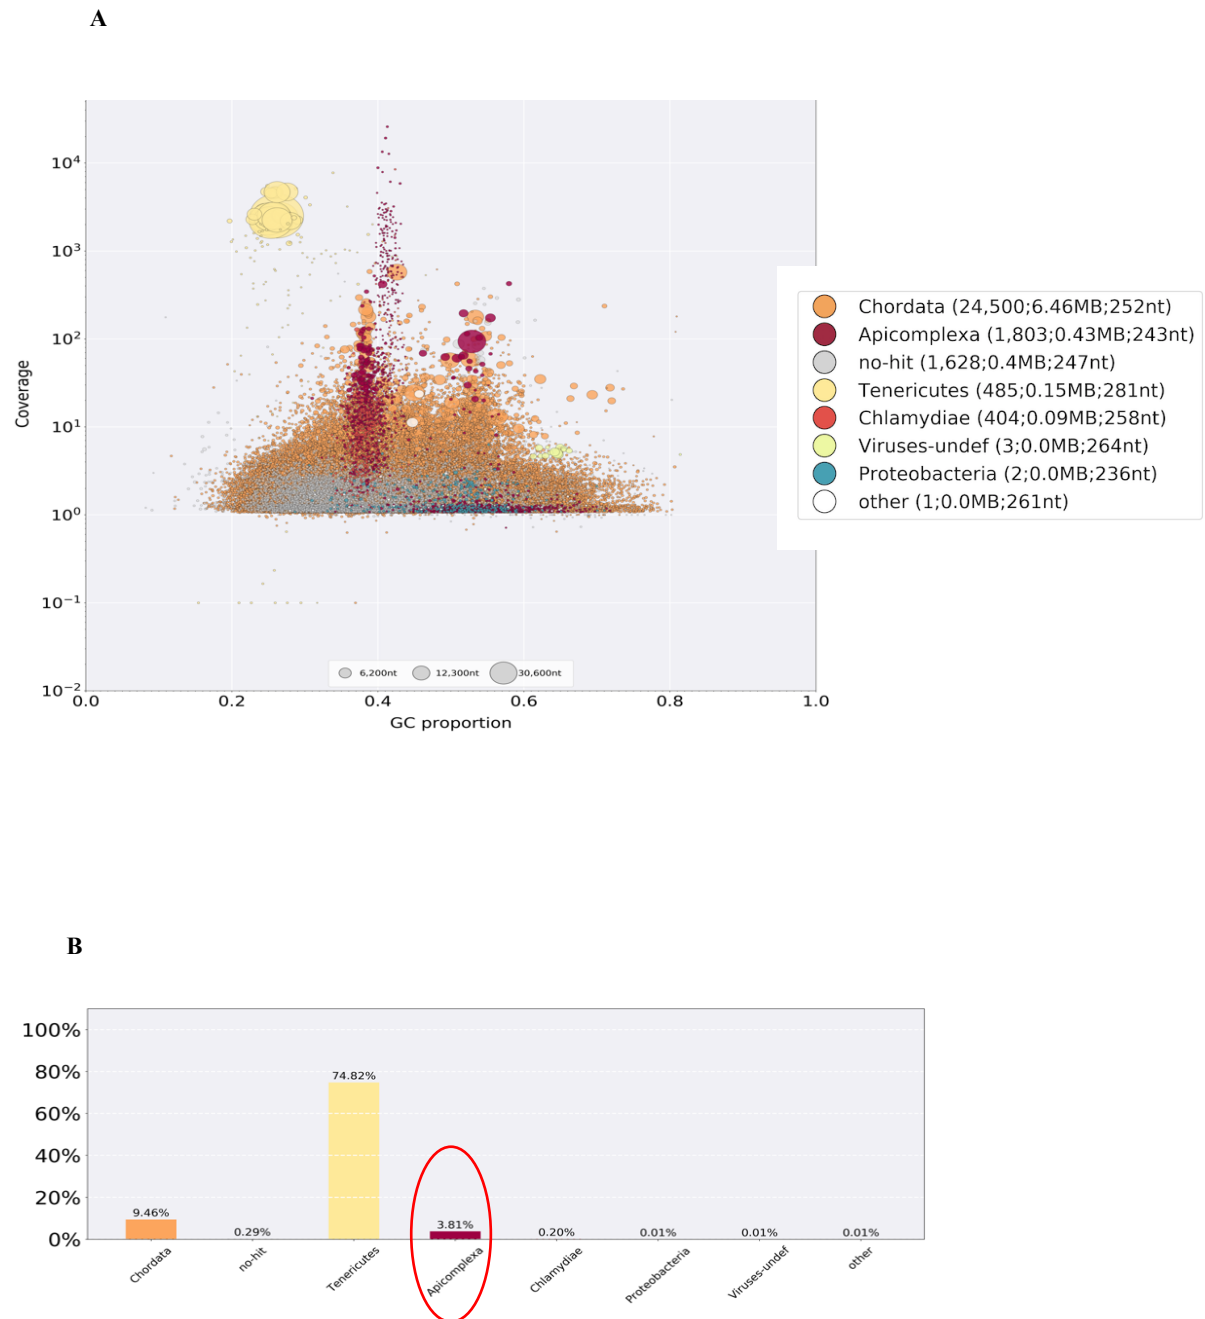 A
10⁴
10³
10²
10¹
10⁰
10⁻¹
10⁻²
Coverage
0.0 0.2 0.4 0.6 0.8 1.0
GC proportion
6,200nt 12,300nt 30,600nt
Chordata (24,500;6.46MB;252nt)
Apicomplexa (1,803;0.43MB;243nt)
no-hit (1,628;0.4MB;247nt)
Tenericutes (485;0.15MB;281nt)
Chlamydiae (404;0.09MB;258nt)
Viruses-undef (3;0.0MB;264nt)
Proteobacteria (2;0.0MB;236nt)
other (1;0.0MB;261nt)
B
100%
80%
60%
40%
20%
0%
9.46% 0.29% 74.82% 3.81% 0.20% 0.01% 0.01% 0.01%
Chordata no-hit Tenericutes Apicomplexa Chlamydiae Proteobacteria Viruses-undef other